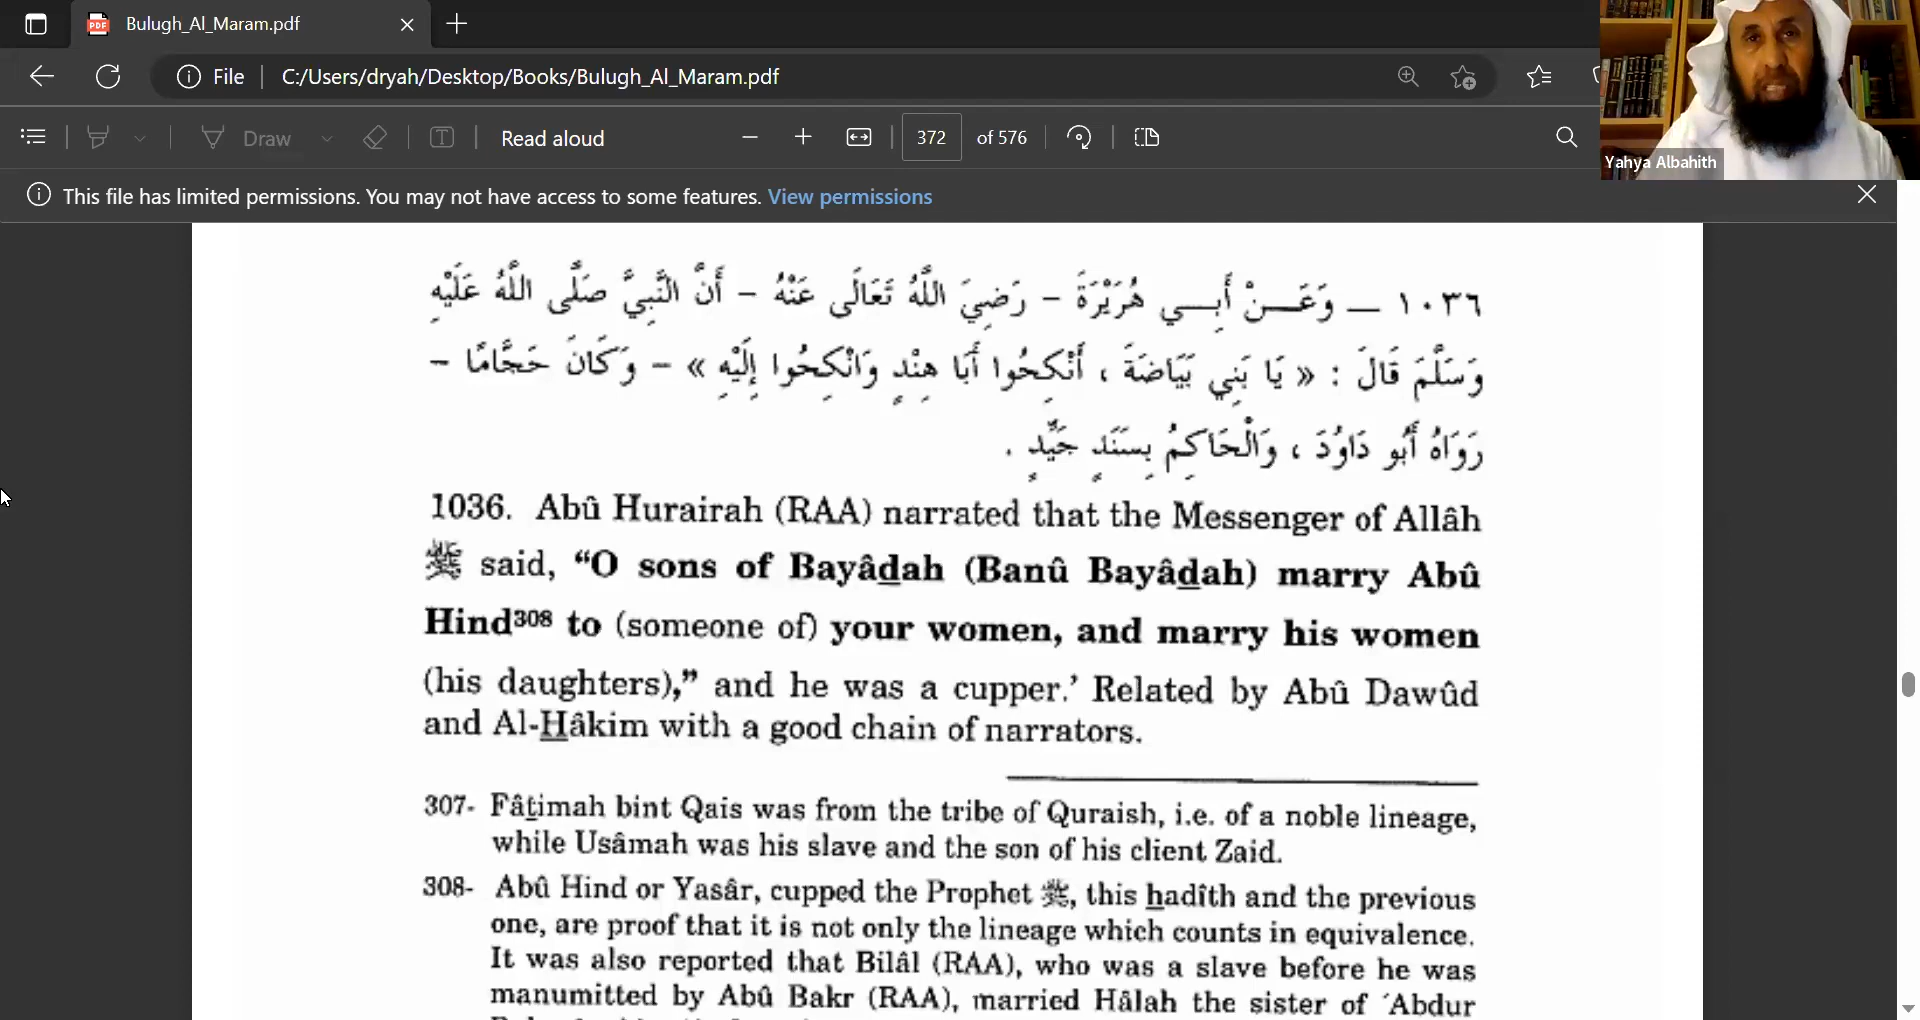 Bulugh_Al_Maram.pdf
File
C:/Users/dryah/Desktop/Books/Bulugh_Al_Maram.pdf
Draw
Read aloud
372
of 576
Yahya Albahith
This file has limited permissions. You may not have access to some features. View permissions
١٠٣٦ — وَعَنْ أَبِي هُرَيْرَةَ – رَضِيَ اللَّهُ تَعَالَى عَنْهُ – أَنَّ النَّبِيَّ صَلَّى اللَّهُ عَلَيْهِ
وَسَلَّمَ قَالَ : « يَا بَنِي بَيَاضَةَ ، أَنْكِحُوا أَبَا هِنْدٍ وَانْكِحُوا إِلَيْهِ » – وَكَانَ حَجَّامًا –
رَوَاهُ أَبُو دَاوُدَ ، وَالْحَاكِمُ بِسَنَدٍ جَيِّدٍ .
1036. Abû Hurairah (RAA) narrated that the Messenger of Allâh
ﷺ said, “O sons of Bayâdah (Banû Bayâdah) marry Abû
Hind308 to (someone of) your women, and marry his women
(his daughters),” and he was a cupper.’ Related by Abû Dawûd
and Al-Hâkim with a good chain of narrators.
307- Fâtimah bint Qais was from the tribe of Quraish, i.e. of a noble lineage,
while Usâmah was his slave and the son of his client Zaid.
308- Abû Hind or Yasâr, cupped the Prophet ﷺ, this hadîth and the previous
one, are proof that it is not only the lineage which counts in equivalence.
It was also reported that Bilâl (RAA), who was a slave before he was
manumitted by Abû Bakr (RAA), married Hâlah the sister of ‘Abdur